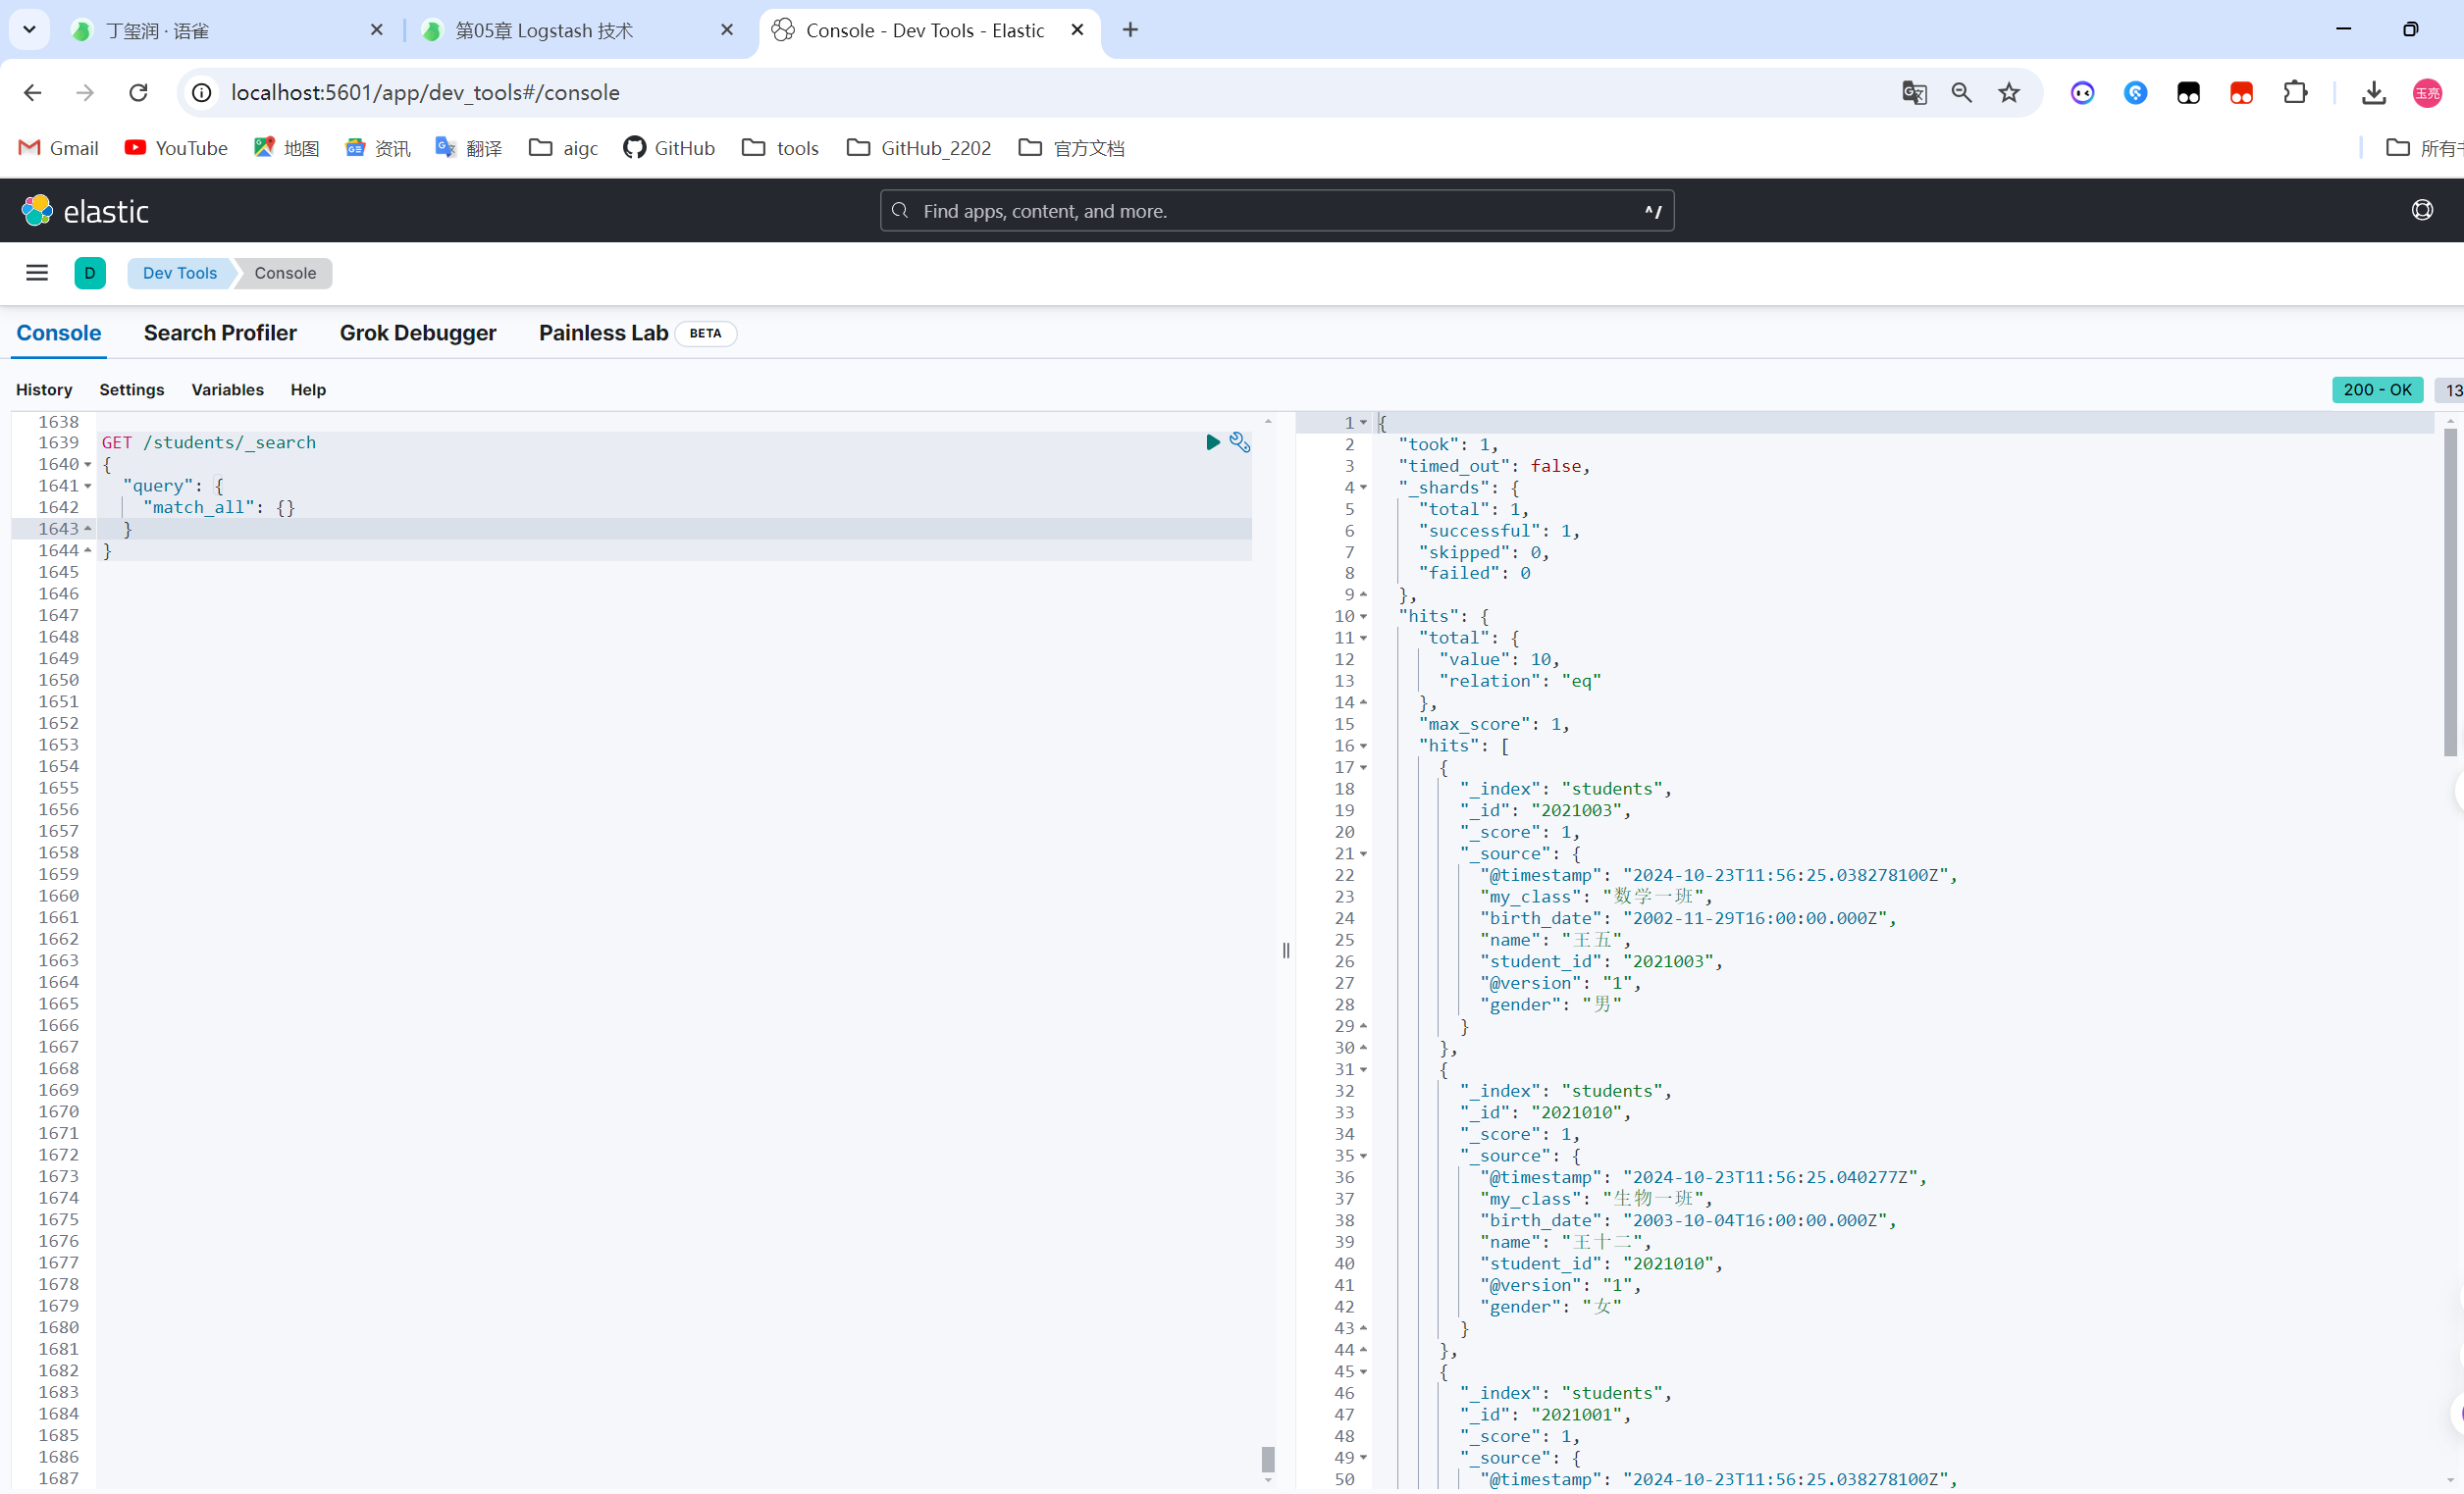 丁玺润 · 语雀
第05章 Logstash 技术
Console - Dev Tools - Elastic
localhost:5601/app/dev_tools#/console
玉亮
Gmail
YouTube
地图
资讯
翻译
aigc
GitHub
tools
GitHub_2202
官方文档
elastic
Find apps, content, and more.
^/
D
Dev Tools
Console
Console
Search Profiler
Grok Debugger
Painless Lab
BETA
History
Settings
Variables
Help
200 - OK
1638
1639 GET /students/_search
1640 {
1641 "query": {
1642 "match_all": {}
1643 }
1644 }
1645
1646
1647
1648
1649
1650
1651
1652
1653
1654
1655
1656
1657
1658
1659
1660
1661
1662
1663
1664
1665
1666
1667
1668
1669
1670
1671
1672
1673
1674
1675
1676
1677
1678
1679
1680
1681
1682
1683
1684
1685
1686
1687
1 {
2 "took": 1,
3 "timed_out": false,
4 "_shards": {
5 "total": 1,
6 "successful": 1,
7 "skipped": 0,
8 "failed": 0
9 },
10 "hits": {
11 "total": {
12 "value": 10,
13 "relation": "eq"
14 },
15 "max_score": 1,
16 "hits": [
17 {
18 "_index": "students",
19 "_id": "2021003",
20 "_score": 1,
21 "_source": {
22 "@timestamp": "2024-10-23T11:56:25.038278100Z",
23 "my_class": "数学一班",
24 "birth_date": "2002-11-29T16:00:00.000Z",
25 "name": "王五",
26 "student_id": "2021003",
27 "@version": "1",
28 "gender": "男"
29 }
30 },
31 {
32 "_index": "students",
33 "_id": "2021010",
34 "_score": 1,
35 "_source": {
36 "@timestamp": "2024-10-23T11:56:25.040277Z",
37 "my_class": "生物一班",
38 "birth_date": "2003-10-04T16:00:00.000Z",
39 "name": "王十二",
40 "student_id": "2021010",
41 "@version": "1",
42 "gender": "女"
43 }
44 },
45 {
46 "_index": "students",
47 "_id": "2021001",
48 "_score": 1,
49 "_source": {
50 "@timestamp": "2024-10-23T11:56:25.038278100Z",